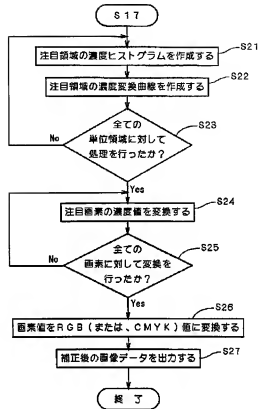 S17
注目領域の濃度ヒストグラムを作成する
S21
注目領域の濃度変換曲線を作成する
S22
全ての
単位領域に対して
処理を行ったか?
S23
No
Yes
注目画素の濃度値を変換する
S24
全ての
画素に対して変換を
行ったか?
S25
No
Yes
画素値をRGB(または、CMYK)値に変換する
S26
補正後の画像データを出力する
S27
終了